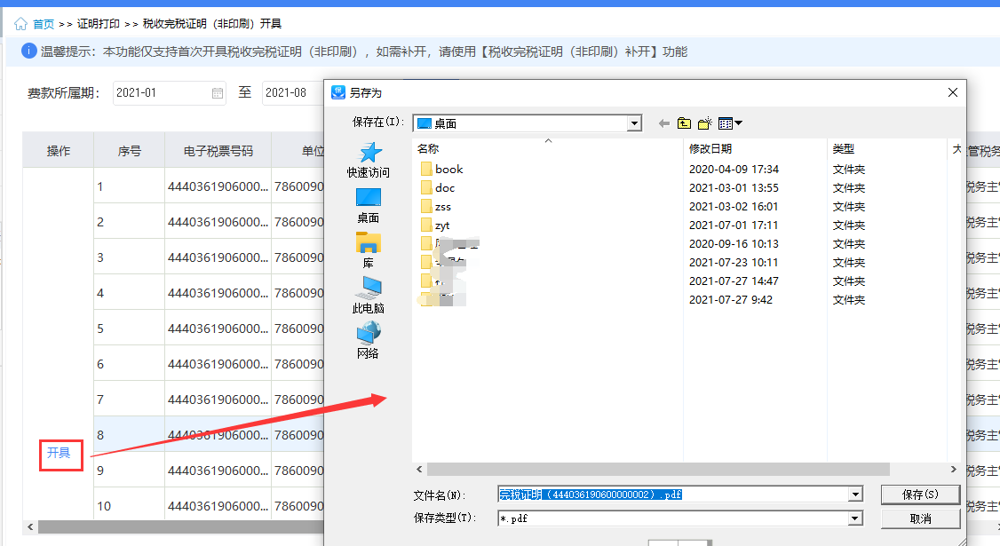 首页 >> 证明打印 >> 税收完税证明（非印刷）开具
温馨提示：本功能仅支持首次开具税收完税证明（非印刷），如需补开，请使用【税收完税证明（非印刷）补开】功能
费款所属期： 2021-01 至 2021-08
另存为
保存在(I): 桌面
操作 序号 电子税票号码 单位
管税务
名称 修改日期 类型 大
快速访问
桌面
库
此电脑
网络
book 2020-04-09 17:34 文件夹
doc 2021-03-01 13:55 文件夹
zss 2021-03-02 16:01 文件夹
zyt 2021-07-01 17:11 文件夹
2020-09-16 10:13 文件夹
2021-07-23 10:11 文件夹
2021-07-27 14:47 文件夹
2021-07-27 9:42 文件夹
1 4440361906000... 7860090 税务主管
2 4440361906000... 7860090 税务主管
3 4440361906000... 7860090 税务主管
4 4440361906000... 7860090 税务主管
5 4440361906000... 7860090 税务主管
6 4440361906000... 7860090 税务主管
7 4440361906000... 7860090 税务主管
8 4440361906000... 7860090 税务主管
开具
9 4440361906000... 7860090 税务主管
10 4440361906000... 7860090 税务主管
文件名(N): 完税证明（444036190600000002）.pdf 保存(S)
保存类型(T): *.pdf 取消